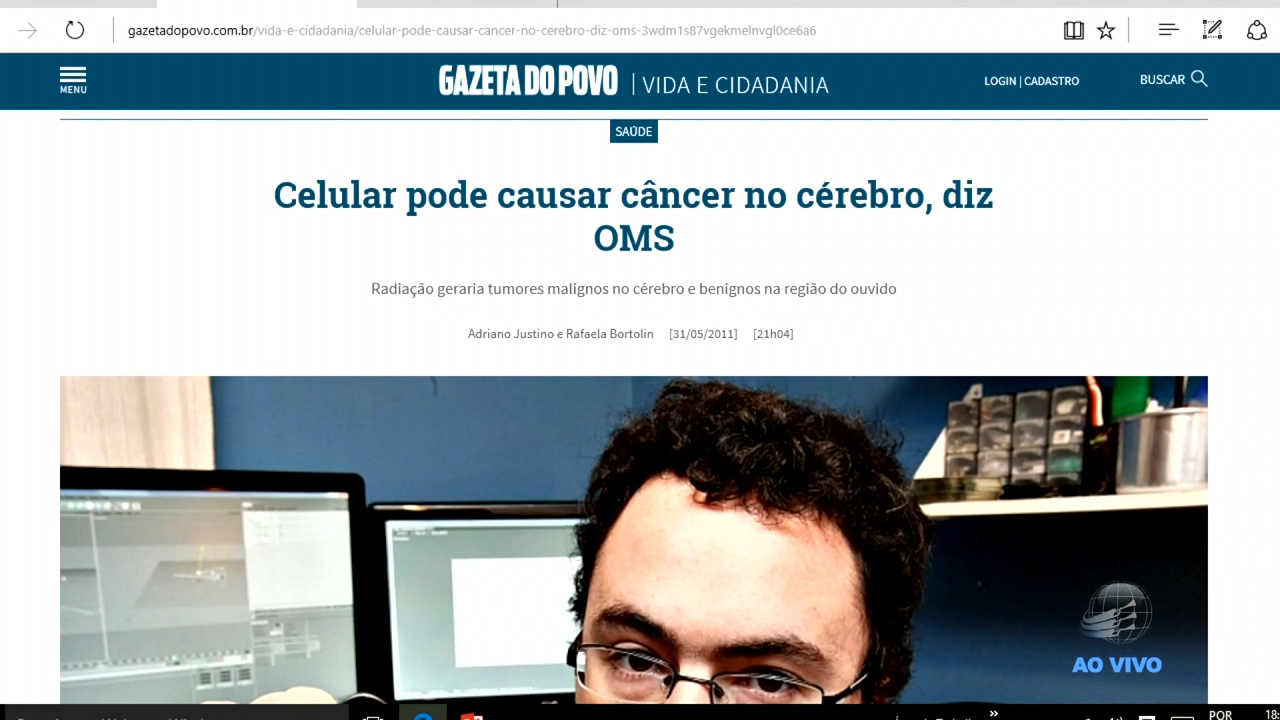 gazetadopovo.com.br/vida-e-cidadania/celular-pode-causar-cancer-no-cerebro-diz-oms-3wdm1s87vgekmelnvgl0ce6a6
MENU
GAZETA DO POVO | VIDA E CIDADANIA
LOGIN | CADASTRO
BUSCAR
SAÚDE
Celular pode causar câncer no cérebro, diz
OMS
Radiação geraria tumores malignos no cérebro e benignos na região do ouvido
Adriano Justino e Rafaela Bortolin [31/05/2011] [21h04]
AO VIVO
POR